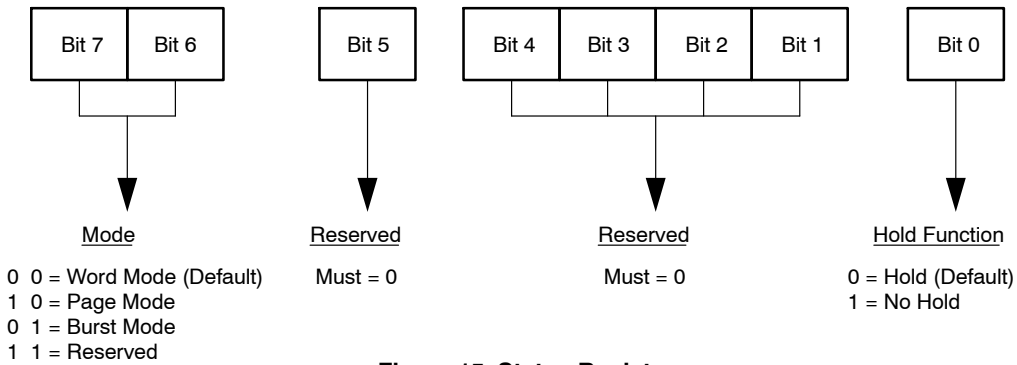 Bit 7 Bit 6 Bit 5 Bit 4 Bit 3 Bit 2 Bit 1 Bit 0
Mode Reserved Reserved Hold Function
0 0 = Word Mode (Default) Must = 0 Must = 0 0 = Hold (Default)
1 0 = Page Mode 1 = No Hold
0 1 = Burst Mode
1 1 = Reserved